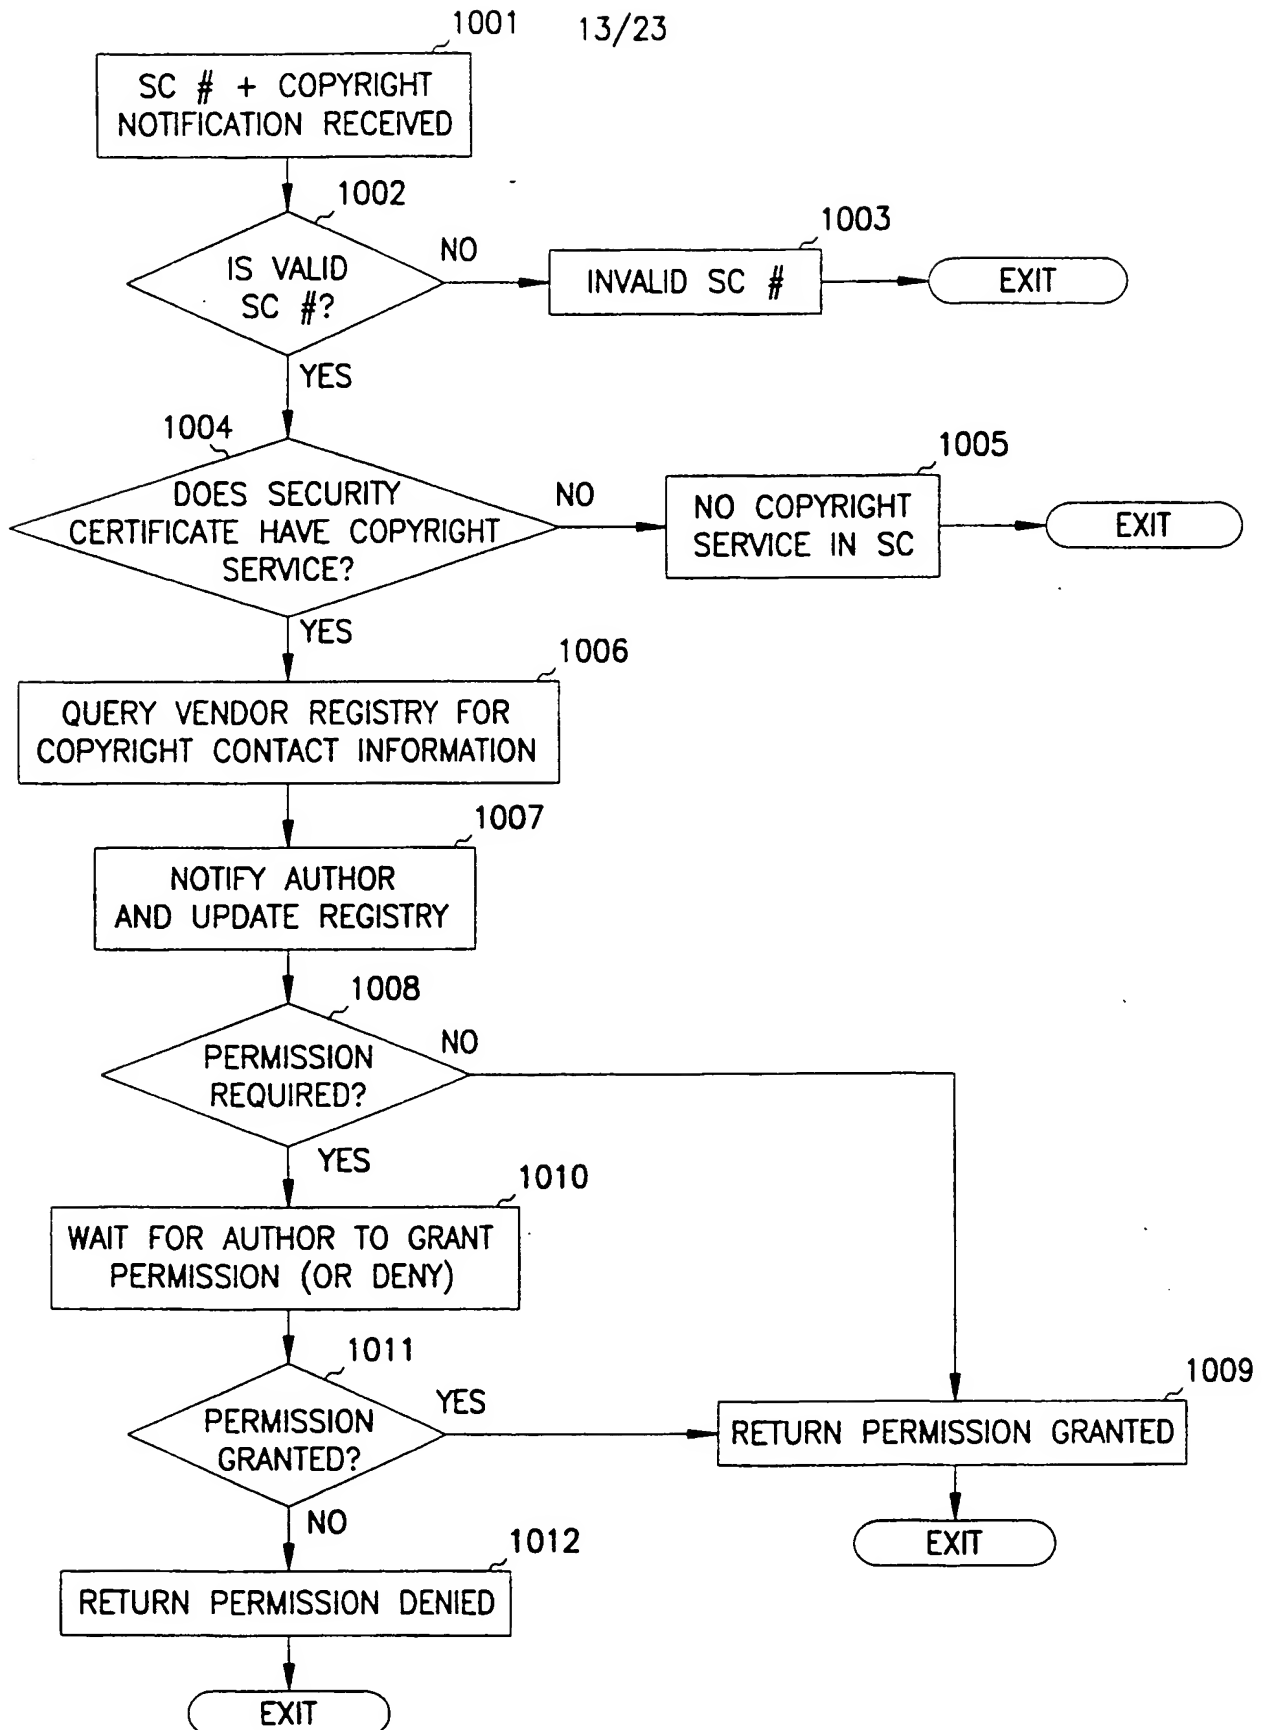 1001
13/23
SC # + COPYRIGHT
NOTIFICATION RECEIVED
1002
IS VALID
SC #?
NO
1003
INVALID SC #
EXIT
YES
1004
DOES SECURITY
CERTIFICATE HAVE COPYRIGHT
SERVICE?
NO
1005
NO COPYRIGHT
SERVICE IN SC
EXIT
YES
1006
QUERY VENDOR REGISTRY FOR
COPYRIGHT CONTACT INFORMATION
1007
NOTIFY AUTHOR
AND UPDATE REGISTRY
1008
PERMISSION
REQUIRED?
NO
YES
1010
WAIT FOR AUTHOR TO GRANT
PERMISSION (OR DENY)
1011
PERMISSION
GRANTED?
YES
1009
RETURN PERMISSION GRANTED
EXIT
NO
1012
RETURN PERMISSION DENIED
EXIT